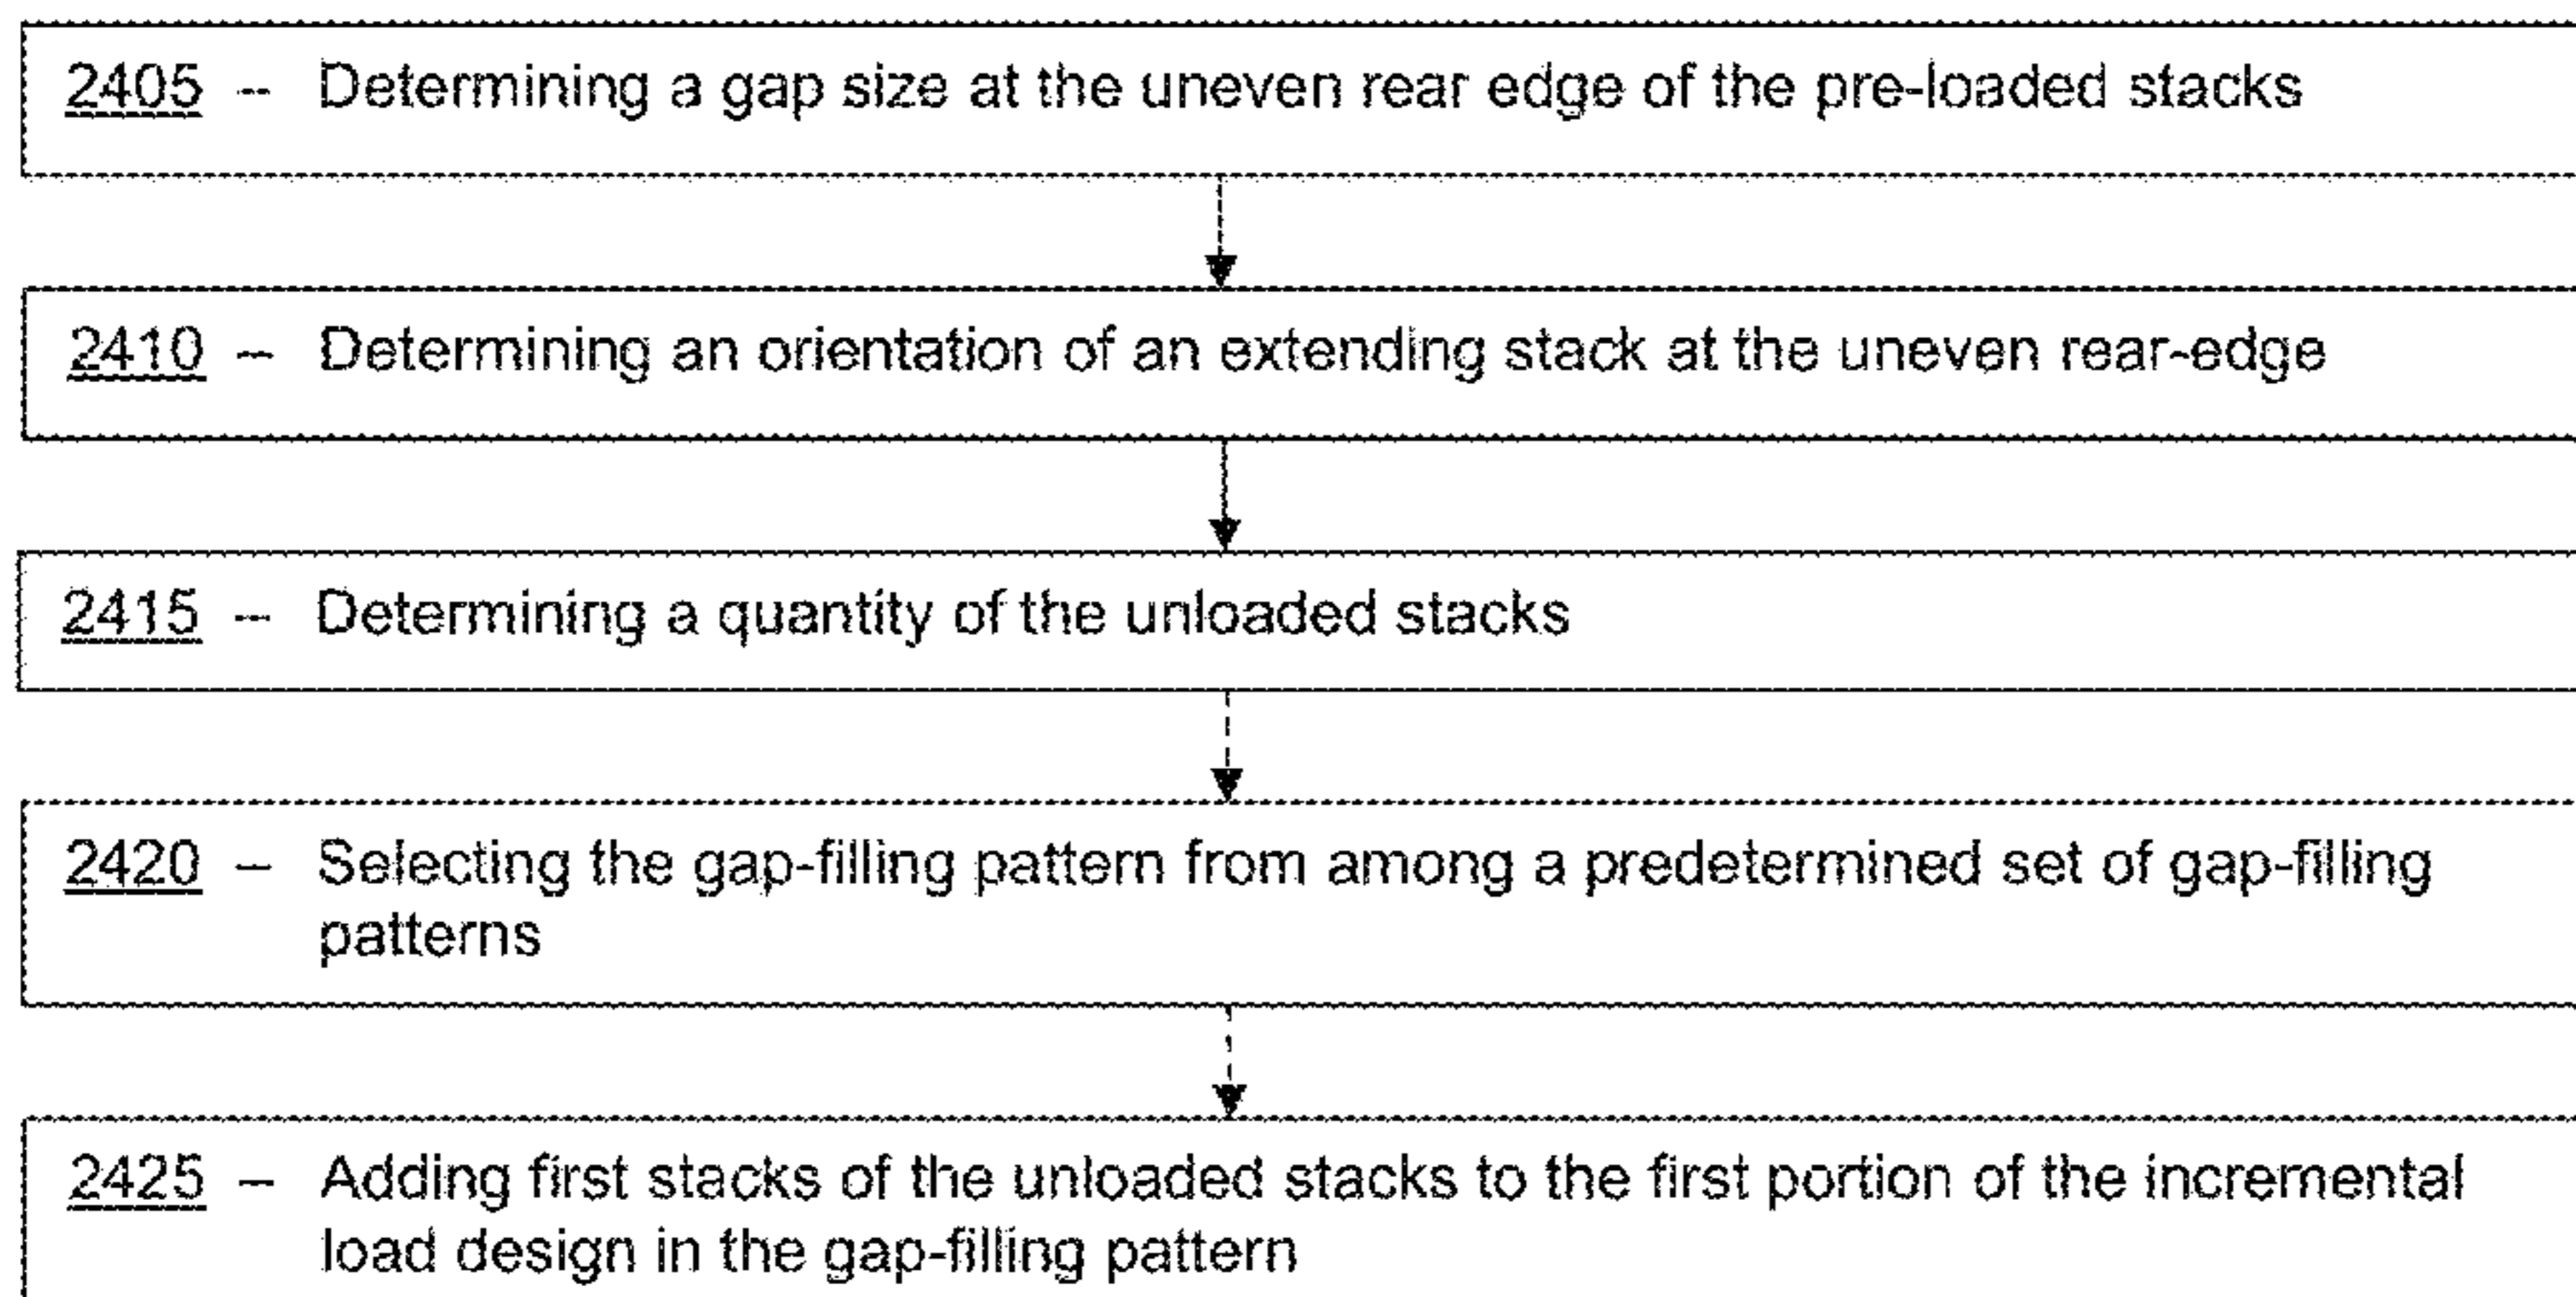 2405 -- Determining a gap size at the uneven rear edge of the pre-loaded stacks
2410 -- Determining an orientation of an extending stack at the uneven rear-edge
2415 -- Determining a quantity of the unloaded stacks
2420 -- Selecting the gap-filling pattern from among a predetermined set of gap-filling
patterns
2425 -- Adding first stacks of the unloaded stacks to the first portion of the incremental
load design in the gap-filling pattern